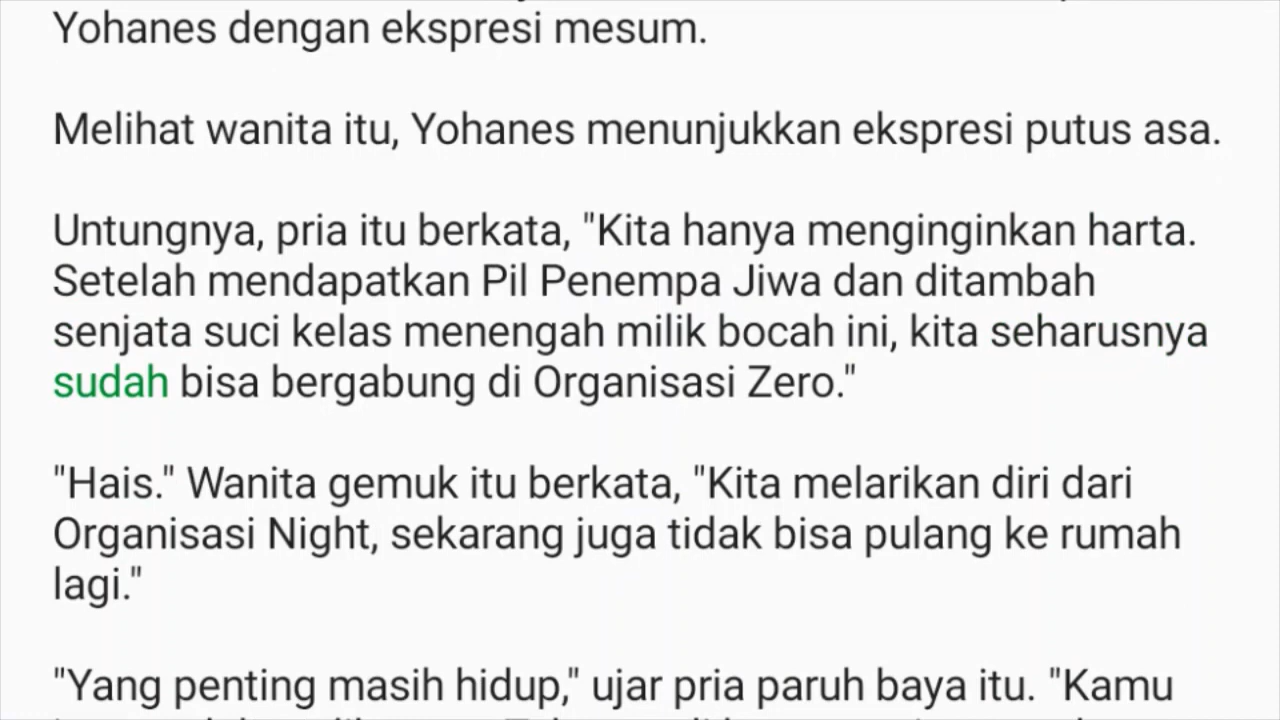 Yohanes dengan ekspresi mesum.
Melihat wanita itu, Yohanes menunjukkan ekspresi putus asa.
Untungnya, pria itu berkata, "Kita hanya menginginkan harta.
Setelah mendapatkan Pil Penempa Jiwa dan ditambah
senjata suci kelas menengah milik bocah ini, kita seharusnya
sudah bisa bergabung di Organisasi Zero."
"Hais." Wanita gemuk itu berkata, "Kita melarikan diri dari
Organisasi Night, sekarang juga tidak bisa pulang ke rumah
lagi."
"Yang penting masih hidup," ujar pria paruh baya itu. "Kamu